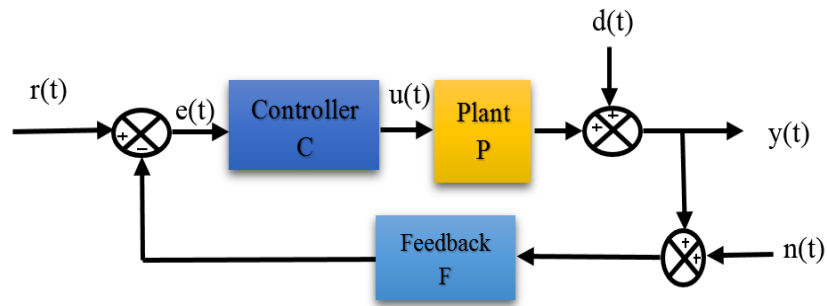 d(t)
r(t)
e(t)
Controller
C
u(t)
Plant
P
y(t)
+
−
+
+
Feedback
F
+
+
n(t)